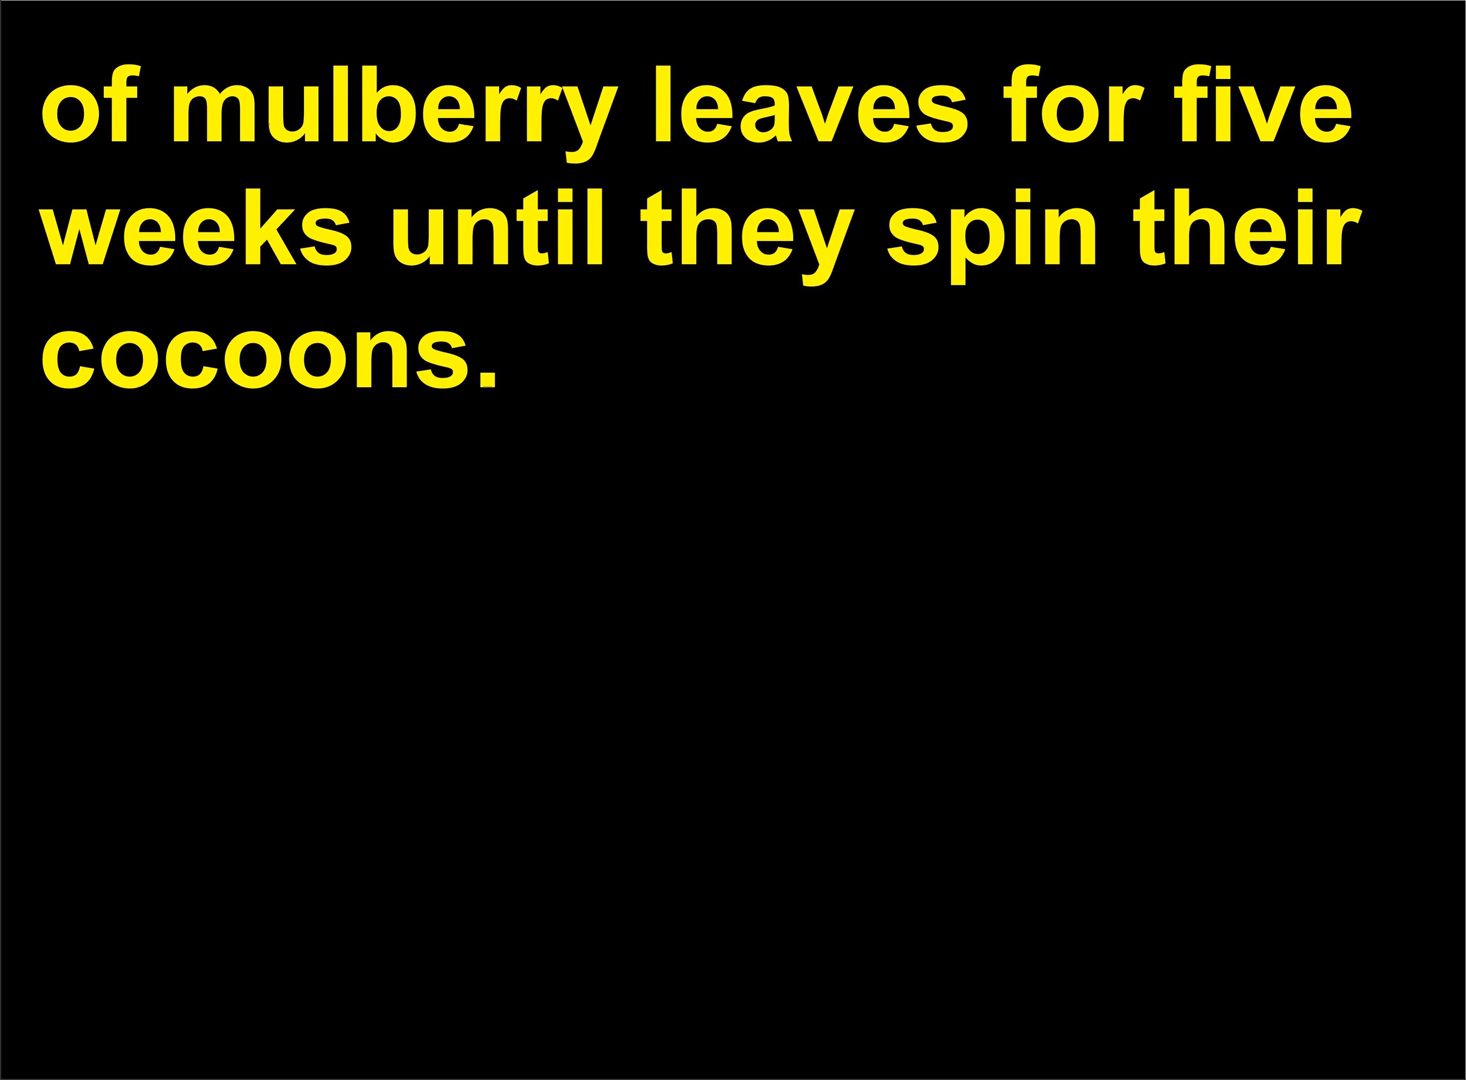 of mulberry leaves for five
weeks until they spin their
cocoons.